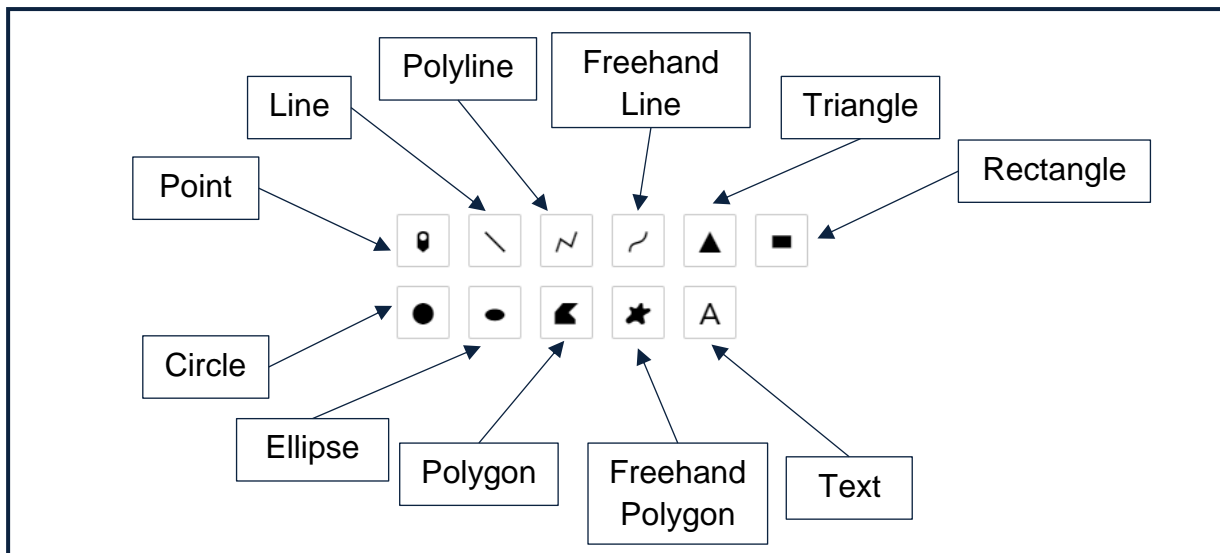 Polyline
Freehand
Line
Triangle
Line
Rectangle
Point
A
Circle
Ellipse
Polygon
Freehand
Polygon
Text